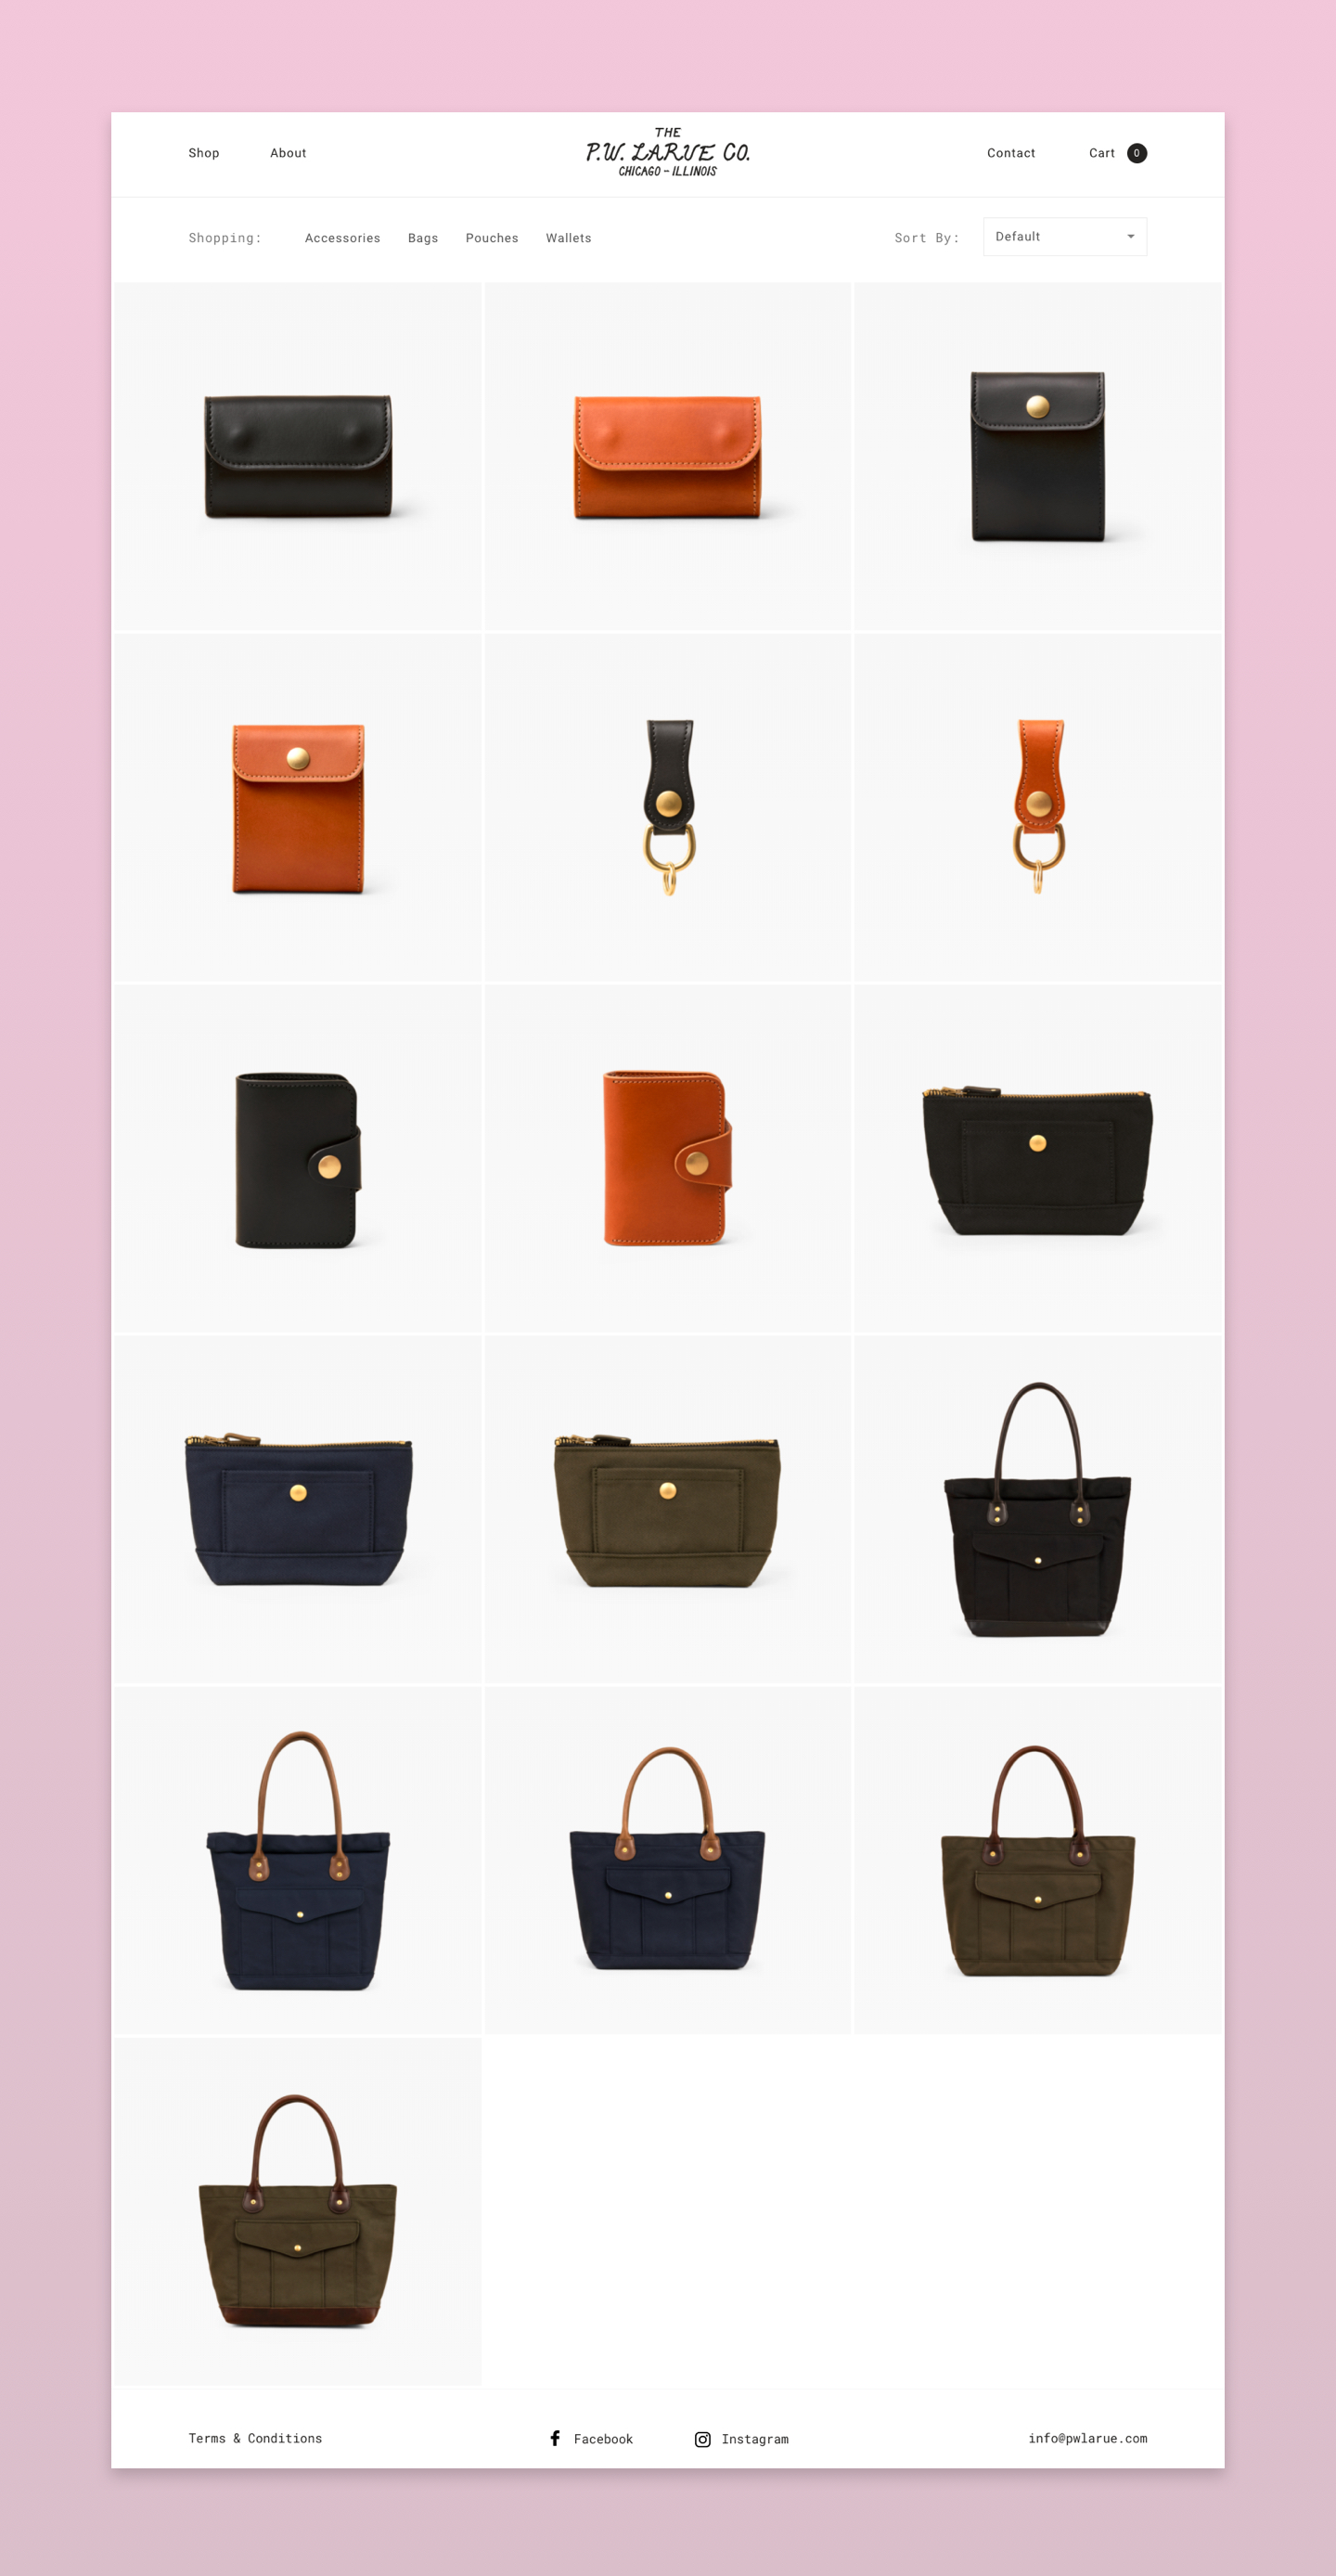 Shop About
THE
P.W. LARUE CO.
CHICAGO - ILLINOIS
Contact Cart 0
Shopping: Accessories Bags Pouches Wallets
Sort By: Default
Terms & Conditions Facebook Instagram info@pwlarue.com